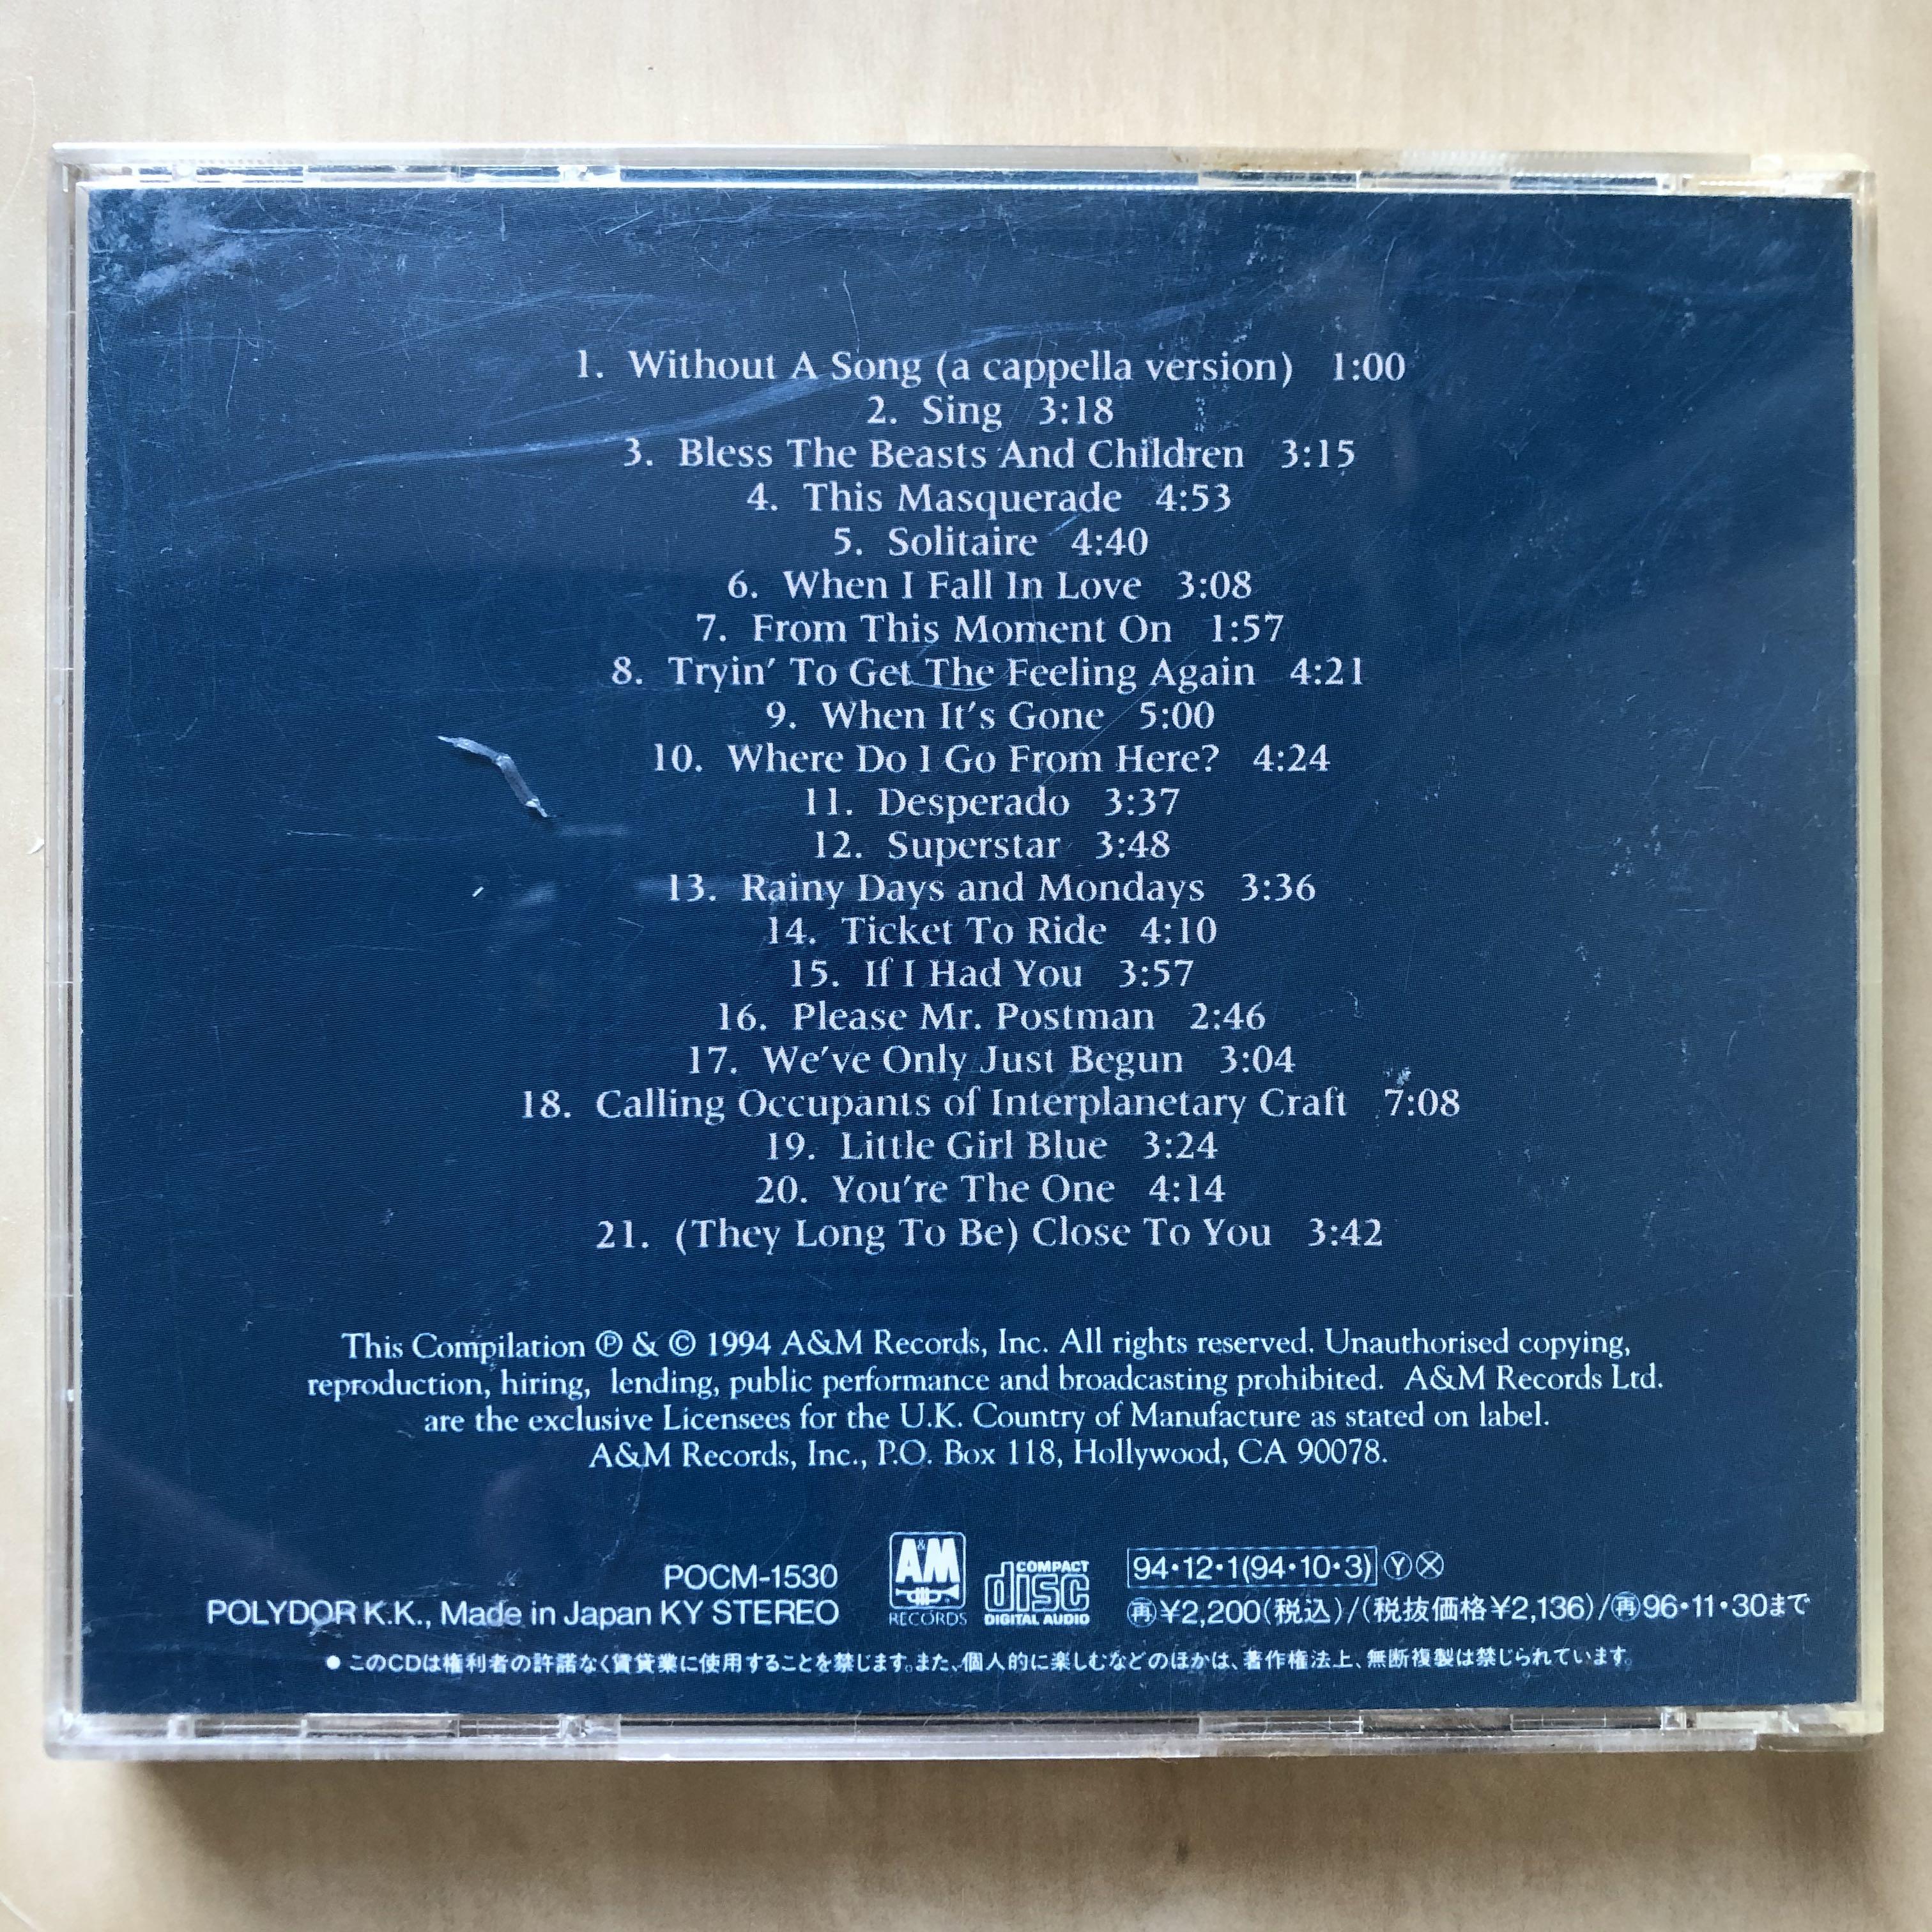 1. Without A Song (a cappella version) 1:00
2. Sing 3:18
3. Bless The Beasts And Children 3:15
4. This Masquerade 4:53
5. Solitaire 4:40
6. When I Fall In Love 3:08
7. From This Moment On 1:57
8. Tryin' To Get The Feeling Again 4:21
9. When It's Gone 5:00
10. Where Do I Go From Here? 4:24
11. Desperado 3:37
12. Superstar 3:48
13. Rainy Days and Mondays 3:36
14. Ticket To Ride 4:10
15. If I Had You 3:57
16. Please Mr. Postman 2:46
17. We've Only Just Begun 3:04
18. Calling Occupants of Interplanetary Craft 7:08
19. Little Girl Blue 3:24
20. You're The One 4:14
21. (They Long To Be) Close To You 3:42
This Compilation ℗ & © 1994 A&M Records, Inc. All rights reserved. Unauthorised copying,
reproduction, hiring, lending, public performance and broadcasting prohibited. A&M Records Ltd.
are the exclusive Licensees for the U.K. Country of Manufacture as stated on label.
A&M Records, Inc., P.O. Box 118, Hollywood, CA 90078.
POCM-1530
POLYDOR K.K., Made in Japan KY STEREO
A&M
RECORDS
COMPACT
disc
DIGITAL AUDIO
94・12・1(94・10・3)Ⓨⓧ
㊢¥2,200(税込)/(税抜価格¥2,136)/再96・11・30まで
●このCDは権利者の許諾なく賃貸業に使用することを禁じます。また、個人的に楽しむなどのほかは、著作権法上、無断複製は禁じられています。